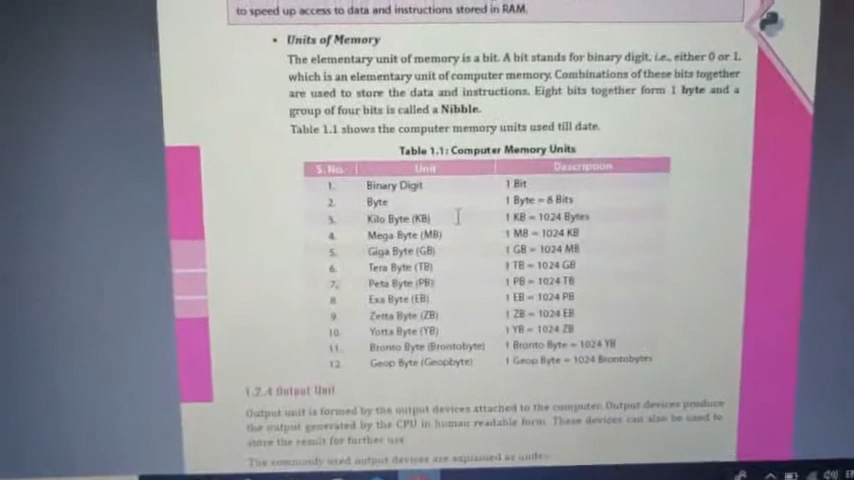 to speed up access to data and instructions stored in RAM.
• Units of Memory
The elementary unit of memory is a bit. A bit stands for binary digit, i.e., either 0 or 1,
which is an elementary unit of computer memory. Combinations of these bits together
are used to store the data and instructions. Eight bits together form 1 byte and a
group of four bits is called a Nibble.
Table 1.1 shows the computer memory units used till date.
Table 1.1: Computer Memory Units
S. No. Unit Description
1. Binary Digit 1 Bit
2. Byte 1 Byte = 8 Bits
3. Kilo Byte (KB) 1 KB = 1024 Bytes
4. Mega Byte (MB) 1 MB = 1024 KB
5. Giga Byte (GB) 1 GB = 1024 MB
6. Tera Byte (TB) 1 TB = 1024 GB
7. Peta Byte (PB) 1 PB = 1024 TB
8. Exa Byte (EB) 1 EB = 1024 PB
9. Zetta Byte (ZB) 1 ZB = 1024 EB
10. Yotta Byte (YB) 1 YB = 1024 ZB
11. Bronto Byte (Brontobyte) 1 Bronto Byte = 1024 YB
12. Geop Byte (Geopbyte) 1 Geop Byte = 1024 Brontobytes
1.2.4 Output Unit
Output unit is formed by the output devices attached to the computer. Output devices produce
the output generated by the CPU in human readable form. These devices can also be used to
store the result for further use.
The commonly used output devices are explained as under